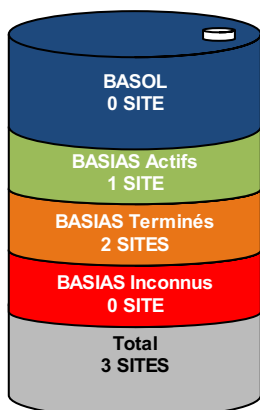 BASOL
0 SITE
BASIAS Actifs
1 SITE
BASIAS Terminés
2 SITES
BASIAS Inconnus
0 SITE
Total
3 SITES